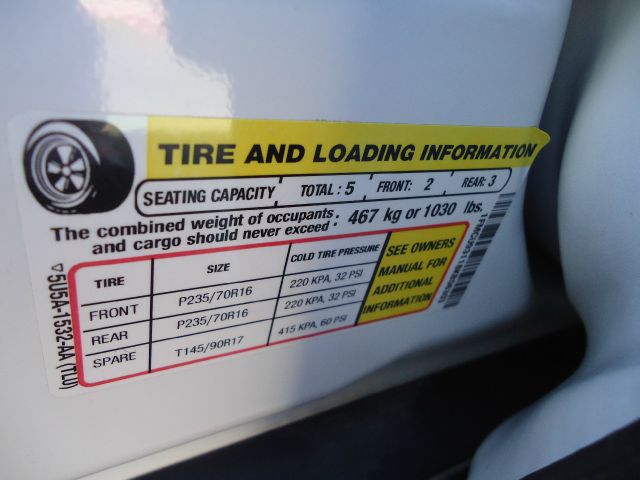 TIRE AND LOADING INFORMATION
SEATING CAPACITY TOTAL : 5 FRONT: 2 REAR: 3
The combined weight of occupants and cargo should never exceed : 467 kg or 1030 lbs.
TIRE SIZE COLD TIRE PRESSURE
FRONT P235/70R16 220 KPA, 32 PSI
REAR P235/70R16 220 KPA, 32 PSI
SPARE T145/90R17 415 KPA, 60 PSI
SEE OWNERS
MANUAL FOR
ADDITIONAL
INFORMATION
5U5A-1532-AA (TLU)